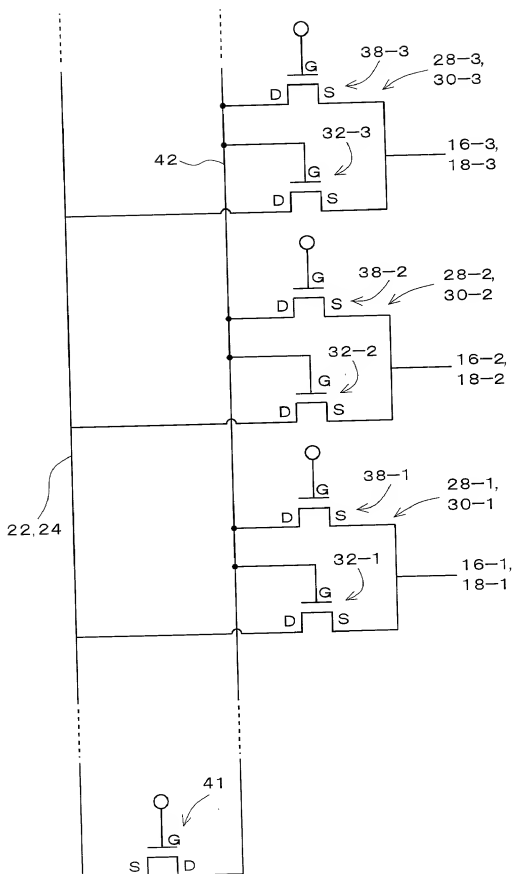 G
38-3
28-3,
30-3
D
S
32-3
42
G
16-3,
18-3
D
S
G
38-2
28-2,
30-2
D
S
32-2
G
16-2,
18-2
D
S
G
38-1
28-1,
30-1
D
S
22,24
32-1
G
16-1,
18-1
D
S
41
G
S
D